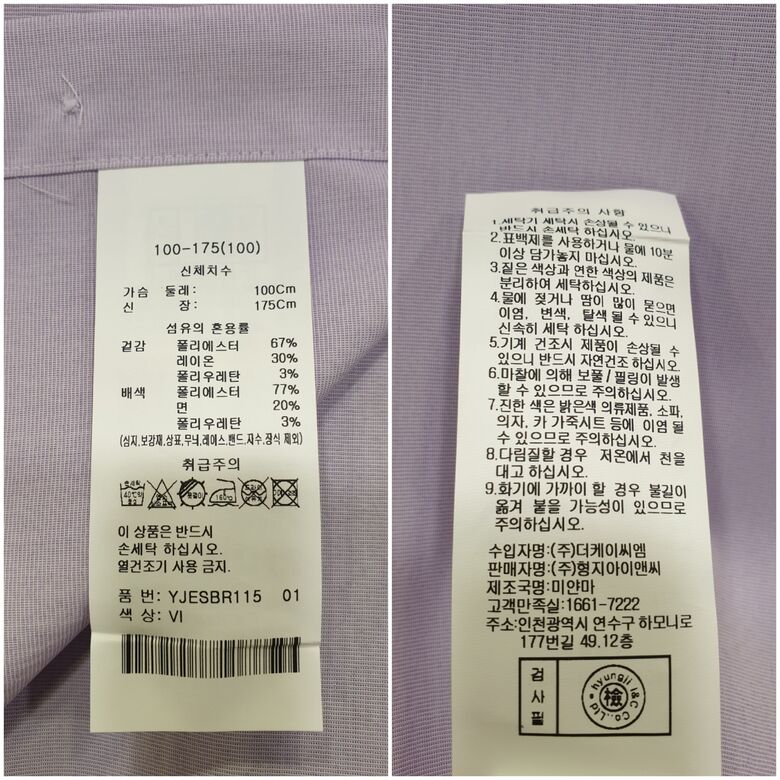 100-175(100)
신체치수
가슴 둘레: 100Cm
신 장: 175Cm
섬유의 혼용률
겉감 폴리에스터 67%
레이온 30%
폴리우레탄 3%
배색 폴리에스터 77%
면 20%
폴리우레탄 3%
(심지,보강재,상표,무늬,레이스,밴드,자수,장식 제외)
취급주의
이 상품은 반드시
손세탁 하십시오.
열건조기 사용 금지.
품 번: YJESBR115 01
색 상: VI
취급주의 사항
1.세탁기 세탁시 손상될 수 있으니
반드시 손세탁 하십시오.
2.표백제를 사용하거나 물에 10분
이상 담가놓지 마십시오.
3.짙은 색상과 연한 색상의 제품은
분리하여 세탁하십시오.
4.물에 젖거나 땀이 많이 묻으면
이염, 변색, 탈색 될 수 있으니
신속히 세탁 하십시오.
5.기계 건조시 제품이 손상될 수
있으니 반드시 자연건조 하십시오.
6.마찰에 의해 보풀/필링이 발생
할 수 있으므로 주의하십시오.
7.진한 색은 밝은색 의류제품, 소파,
의자, 카 가죽시트 등에 이염 될
수 있으므로 주의하십시오.
8.다림질할 경우 저온에서 천을
대고 하십시오.
9.화기에 가까이 할 경우 불길이
옮겨 붙을 가능성이 있으므로
주의하십시오.
수입자명:(주)더케이씨엠
판매자명:(주)형지아이앤씨
제조국명:미얀마
고객만족실:1661-7222
주소:인천광역시 연수구 하모니로
177번길 49.12층
검사필
hyungji I&C Co., Ltd.
檢